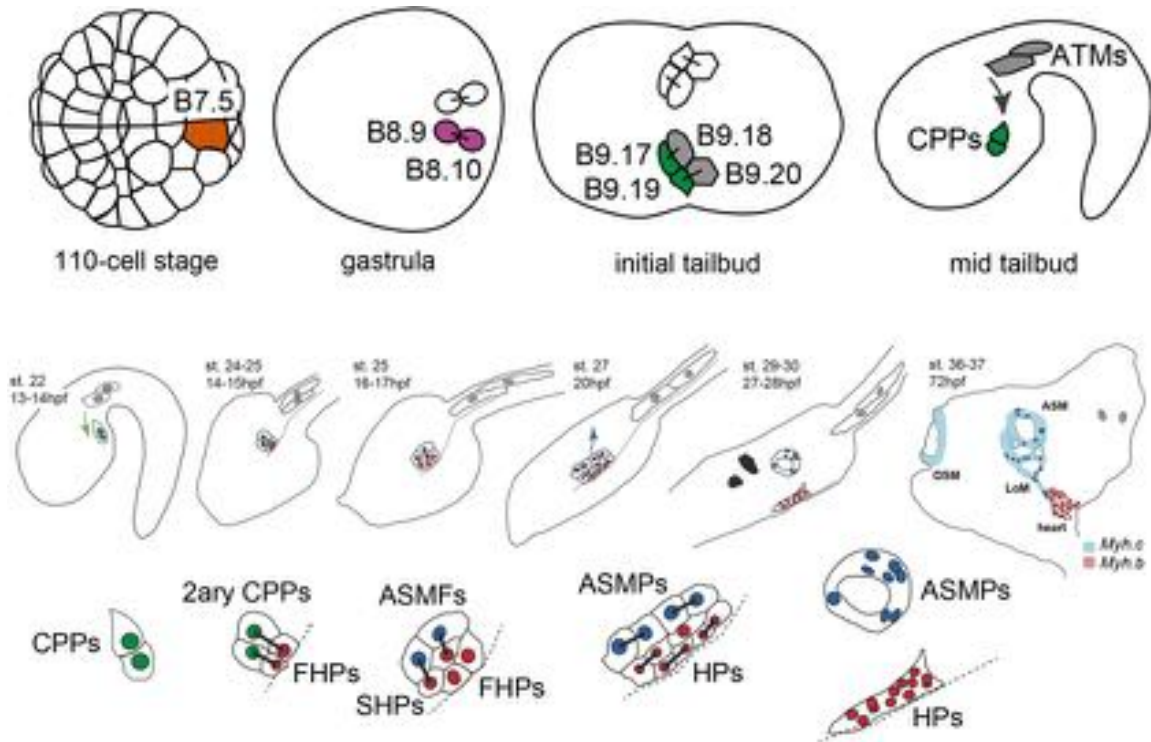 B7.5
B8.9
B8.10
B9.18
B9.17
B9.19
B9.20
ATMs
CPPs
110-cell stage
gastrula
initial tailbud
mid tailbud
st. 22
13-14hpf
st. 24-25
14-15hpf
st. 25
16-17hpf
st. 27
20hpf
st. 29-30
27-28hpf
st. 36-37
72hpf
ASM
OSM
LoM
heart
Myh.c
Myh.b
CPPs
2ary CPPs
FHPs
ASMFs
SHPs
FHPs
ASMPs
HPs
ASMPs
HPs